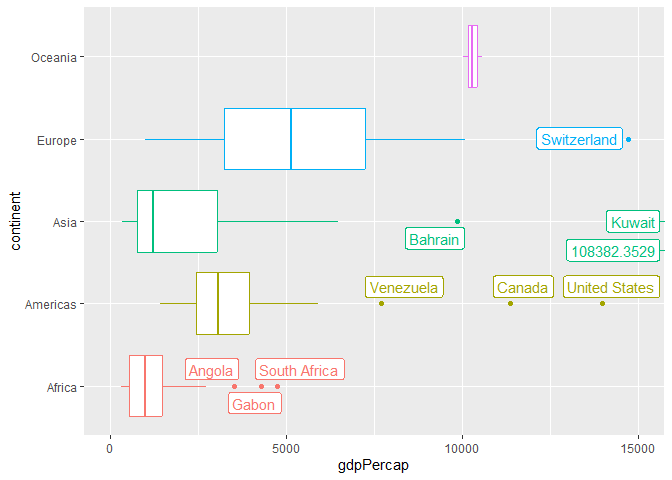 Oceania
Europe
Switzerland
Asia
Kuwait
Bahrain
108382.3529
Americas
Venezuela
Canada
United States
Africa
Angola
South Africa
Gabon
0
5000
10000
15000
gdpPercap
continent